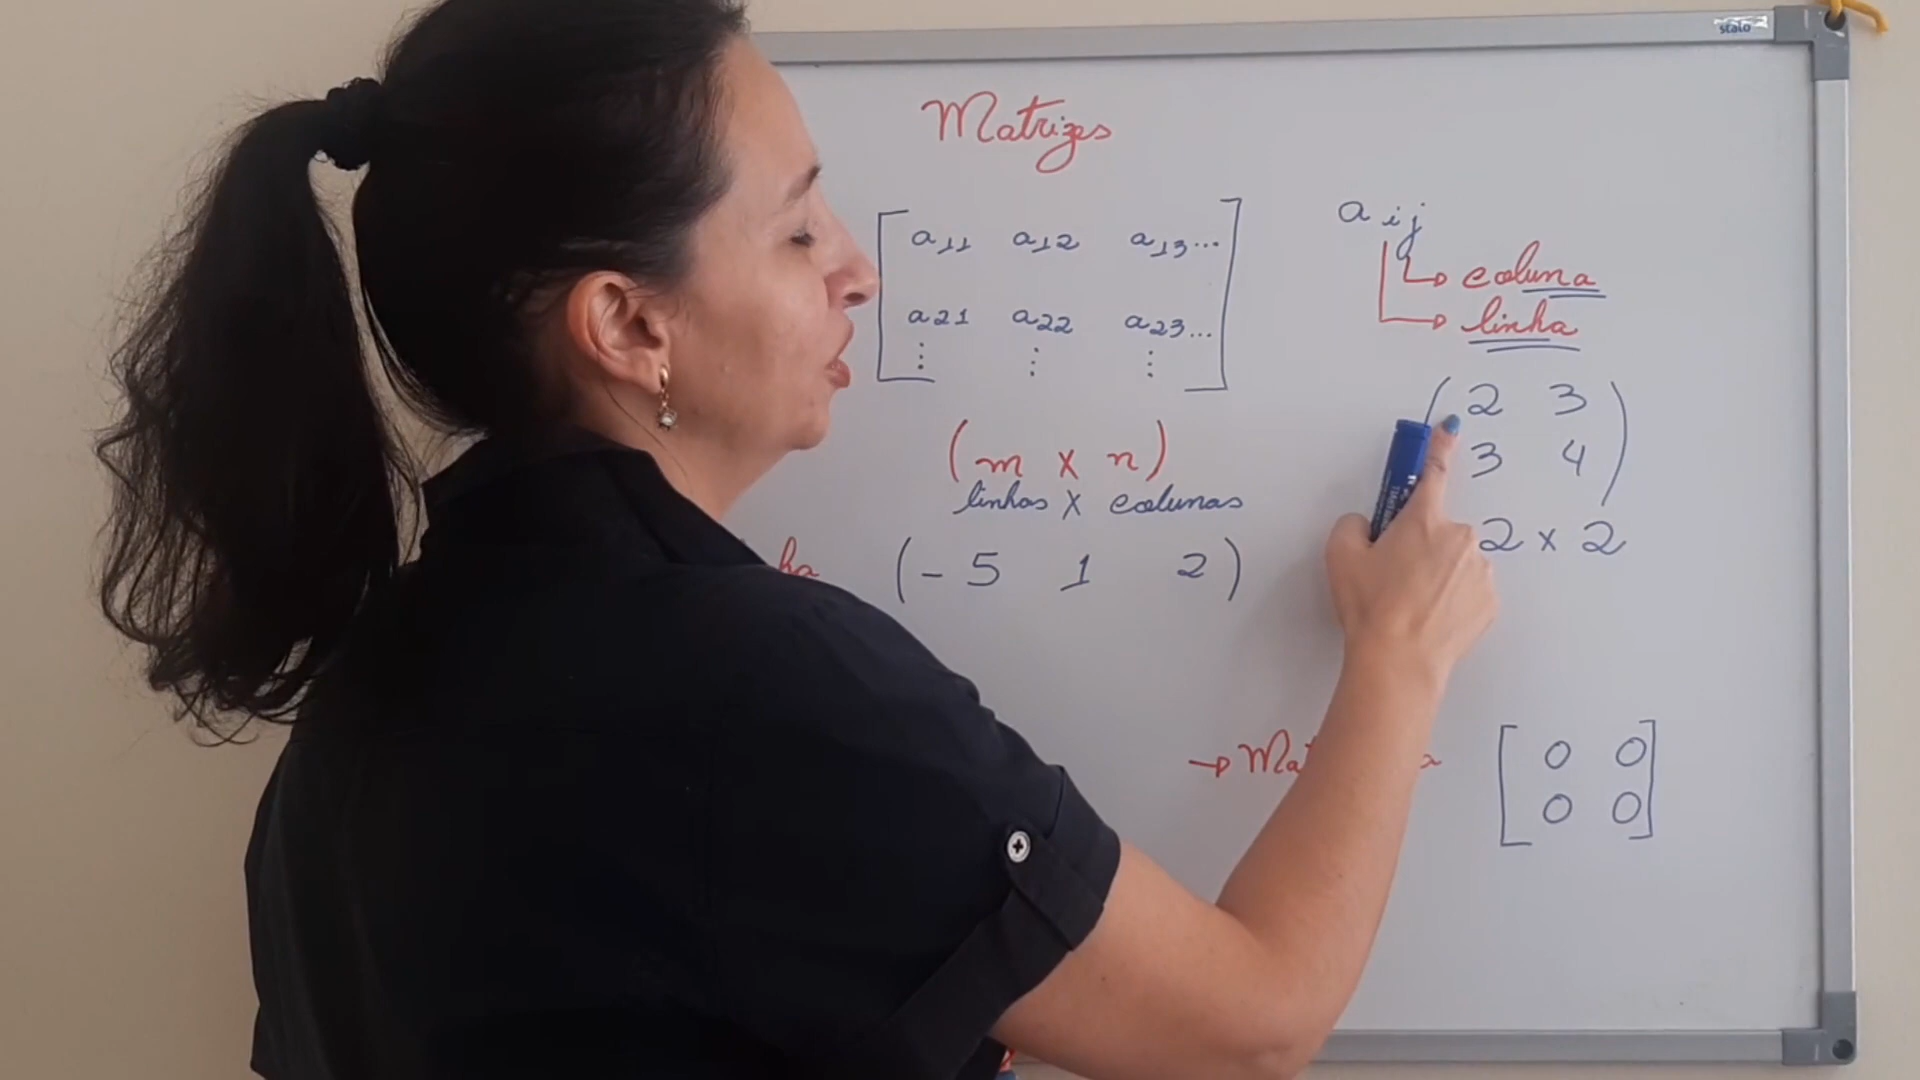 stalo
Matrizes
a11 a12 a13...
a21 a22 a23...
⋮ ⋮ ⋮
a i j
coluna
linha
(m x n)
linhas X colunas
(2 3
3 4)
2 x 2
(-5 1 2)
→
[0 0
0 0]